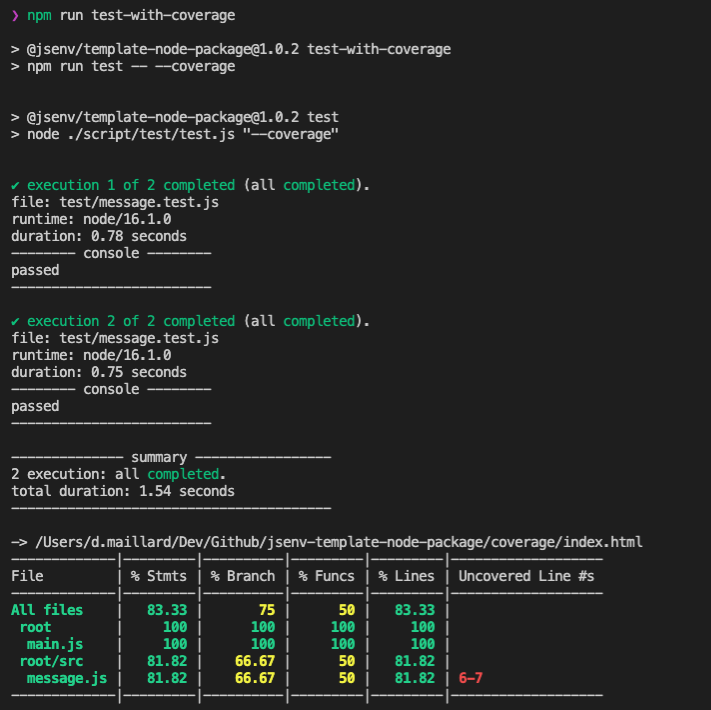 ❯ npm run test-with-coverage
> @jsenv/template-node-package@1.0.2 test-with-coverage
> npm run test -- --coverage
> @jsenv/template-node-package@1.0.2 test
> node ./script/test/test.js "--coverage"
✔ execution 1 of 2 completed (all completed).
file: test/message.test.js
runtime: node/16.1.0
duration: 0.78 seconds
-------- console --------
passed
-------------------------
✔ execution 2 of 2 completed (all completed).
file: test/message.test.js
runtime: node/16.1.0
duration: 0.75 seconds
-------- console --------
passed
-------------------------
-------------- summary -----------------
2 execution: all completed.
total duration: 1.54 seconds
----------------------------------------
-> /Users/d.maillard/Dev/Github/jsenv-template-node-package/coverage/index.html
-------------|---------|----------|---------|---------|-------------------
File         | % Stmts | % Branch | % Funcs | % Lines | Uncovered Line #s
-------------|---------|----------|---------|---------|-------------------
All files    |   83.33 |       75 |      50 |   83.33 |
 root        |     100 |      100 |     100 |     100 |
  main.js    |     100 |      100 |     100 |     100 |
 root/src    |   81.82 |    66.67 |      50 |   81.82 |
  message.js |   81.82 |    66.67 |      50 |   81.82 | 6-7
-------------|---------|----------|---------|---------|-------------------